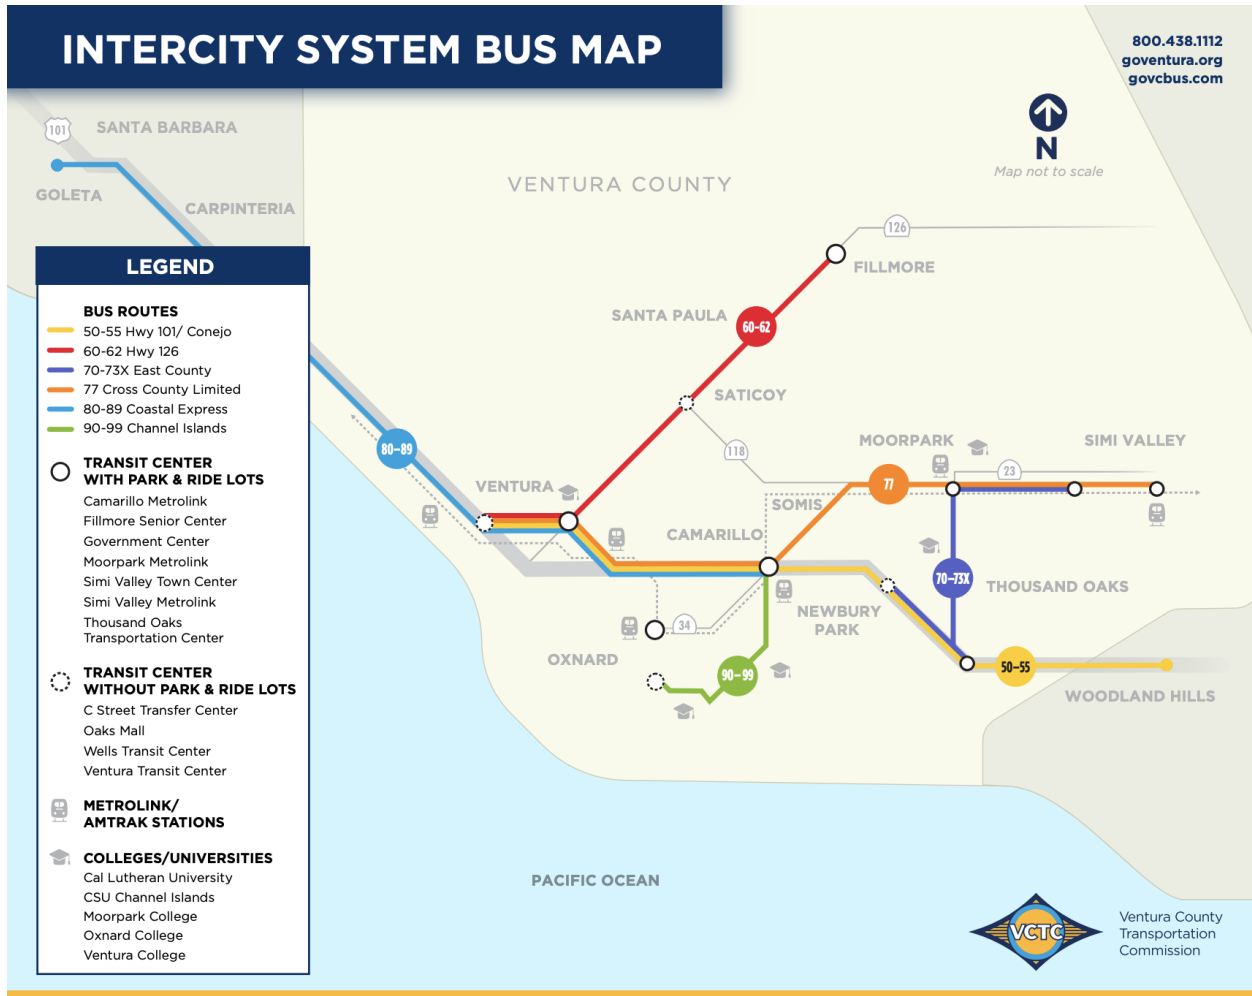 INTERCITY SYSTEM BUS MAP
800.438.1112
goventura.org
govcbus.com
N
Map not to scale
101
SANTA BARBARA
GOLETA
CARPINTERIA
VENTURA COUNTY
126
FILLMORE
SANTA PAULA
60-62
SATICOY
118
MOORPARK
SIMI VALLEY
23
80-89
77
VENTURA
SOMIS
CAMARILLO
70-73X
THOUSAND OAKS
NEWBURY
PARK
34
OXNARD
90-99
50-55
WOODLAND HILLS
PACIFIC OCEAN
LEGEND
BUS ROUTES
50-55 Hwy 101/ Conejo
60-62 Hwy 126
70-73X East County
77 Cross County Limited
80-89 Coastal Express
90-99 Channel Islands
TRANSIT CENTER
WITH PARK & RIDE LOTS
Camarillo Metrolink
Fillmore Senior Center
Government Center
Moorpark Metrolink
Simi Valley Town Center
Simi Valley Metrolink
Thousand Oaks
Transportation Center
TRANSIT CENTER
WITHOUT PARK & RIDE LOTS
C Street Transfer Center
Oaks Mall
Wells Transit Center
Ventura Transit Center
METROLINK/
AMTRAK STATIONS
COLLEGES/UNIVERSITIES
Cal Lutheran University
CSU Channel Islands
Moorpark College
Oxnard College
Ventura College
VCTC
Ventura County
Transportation
Commission